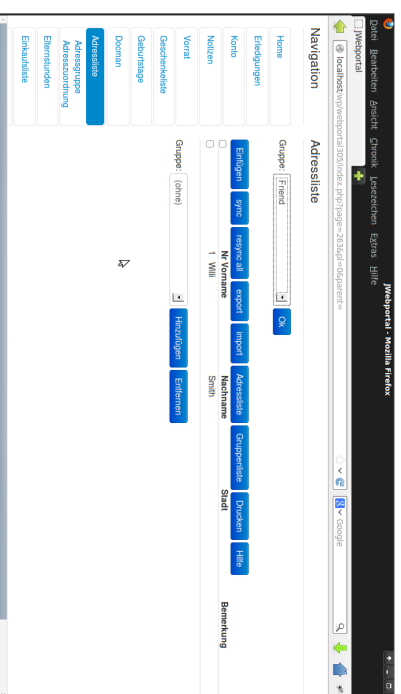 jWebportal - Mozilla Firefox
Datei Bearbeiten Ansicht Chronik Lesezeichen Extras Hilfe
jWebportal
localhost/wp/webportal305/index.php?page=263&pl=0&parent=
Google
Navigation
Home
Erledigungen
Konto
Notizen
Vorrat
Geschenkeliste
Geburtstage
Docman
Adressliste
Adressgruppe
Adresszuordnung
Elternstunden
Einkaufsliste
Adressliste
Gruppe: Friend Ok
Einfügen sync resync all export import Adressliste Gruppenliste Drucken Hilfe
Nr Vorname Nachname Stadt Bemerkung
1 Willi Smith
Gruppe: (ohne) Hinzufügen Entfernen